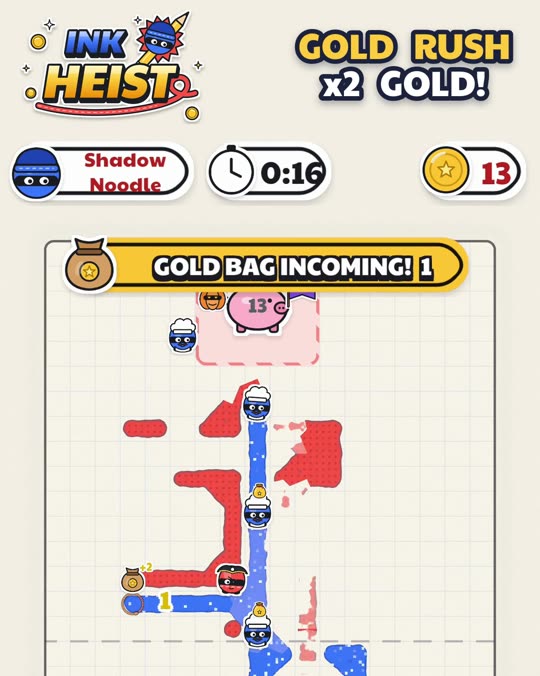 INK
HEIST
GOLD RUSH
x2 GOLD!
Shadow
Noodle
0:16
13
GOLD BAG INCOMING! 1
13
+2
1